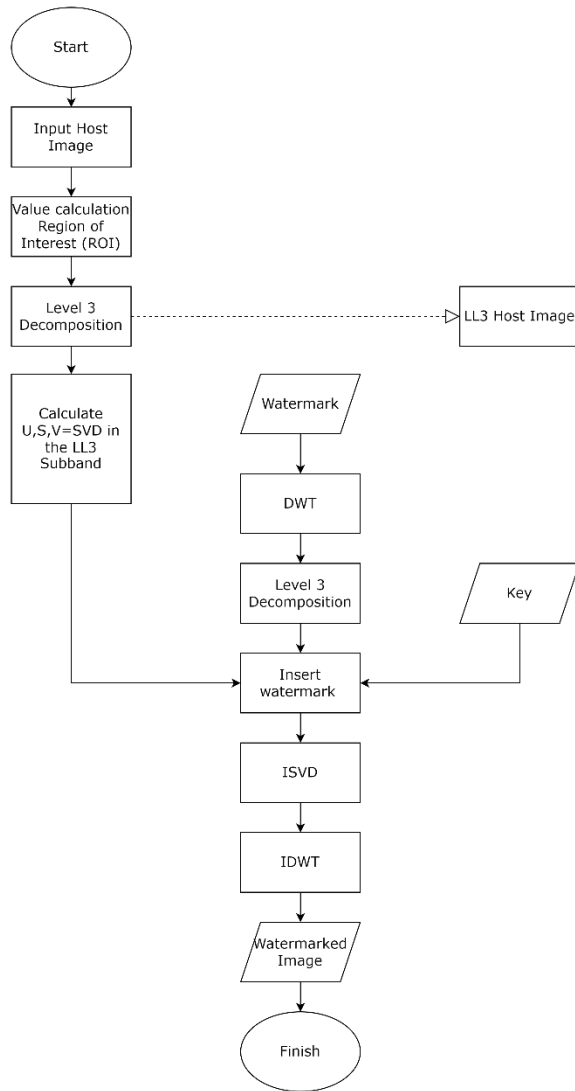 Start
Input Host
Image
Value calculation
Region of
Interest (ROI)
Level 3
Decomposition
LL3 Host Image
Calculate
U,S,V=SVD in
the LL3
Subband
Watermark
DWT
Level 3
Decomposition
Key
Insert
watermark
ISVD
IDWT
Watermarked
Image
Finish